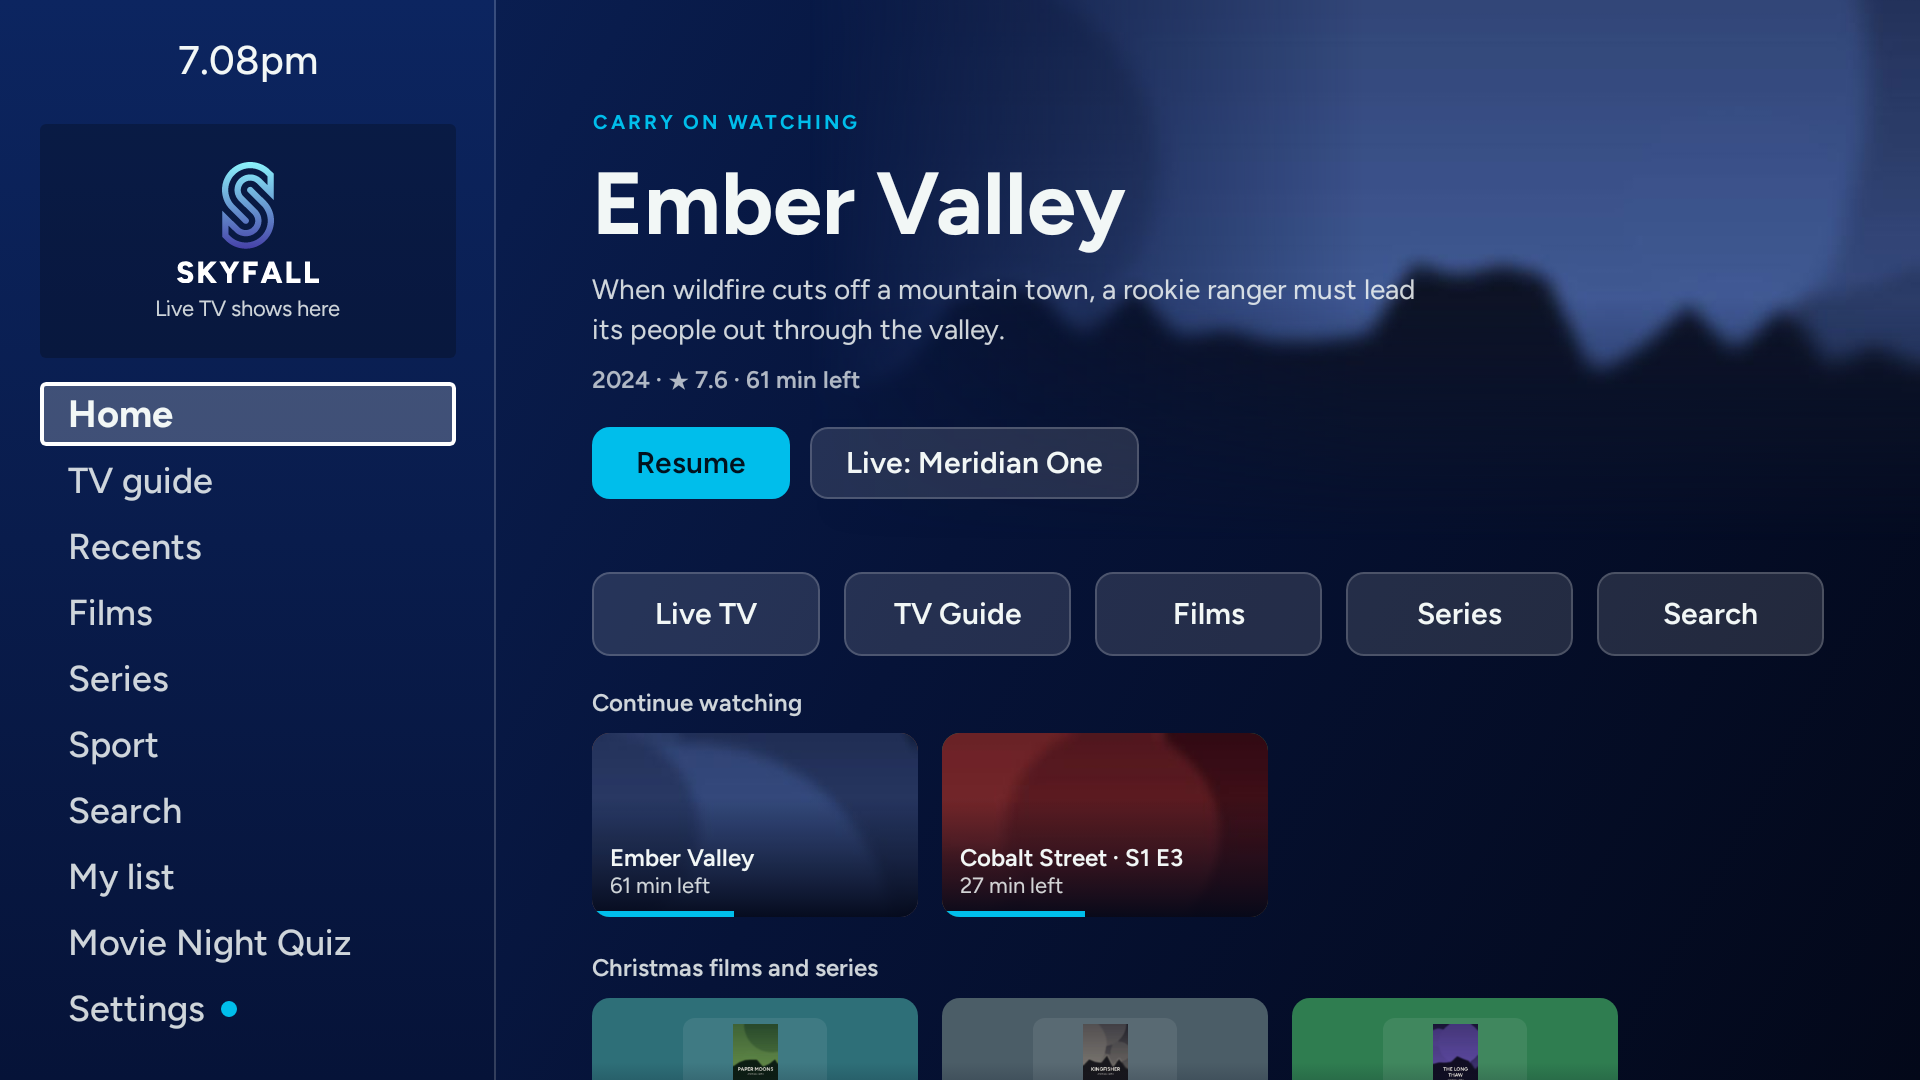 7.08pm
SKYFALL
Live TV shows here
Home
TV guide
Recents
Films
Series
Sport
Search
My list
Movie Night Quiz
Settings
CARRY ON WATCHING
Ember Valley
When wildfire cuts off a mountain town, a rookie ranger must lead
its people out through the valley.
2024 · ★ 7.6 · 61 min left
Resume
Live: Meridian One
Live TV
TV Guide
Films
Series
Search
Continue watching
Ember Valley
61 min left
Cobalt Street · S1 E3
27 min left
Christmas films and series
PAPER MOONS
KINGFISHER
THE LONG
THAW